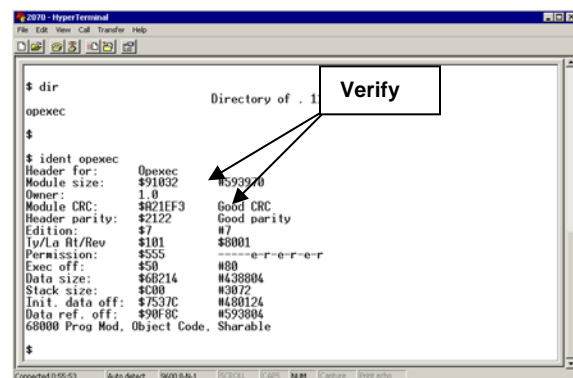 2070 - HyperTerminal
File Edit View Call Transfer Help
$ dir
Directory of . 1
Verify
opexec
$
$ ident opexec
Header for: Opexec
Module size: $91032 #593970
Owner: 1.0
Module CRC: $A21EF3 Good CRC
Header parity: $2122 Good parity
Edition: $7 #7
Ty/La At/Rev $101 $8001
Permission: $555 -----e-r-e-r-e-r
Exec off: $50 #80
Data size: $6B214 #438804
Stack size: $C00 #3072
Init. data off: $7537C #480124
Data ref. off: $90F8C #593804
68000 Prog Mod, Object Code, Sharable
$
Connected 0:55:53 Auto detect 9600 8-N-1 SCROLL CAPS NUM Capture Print echo